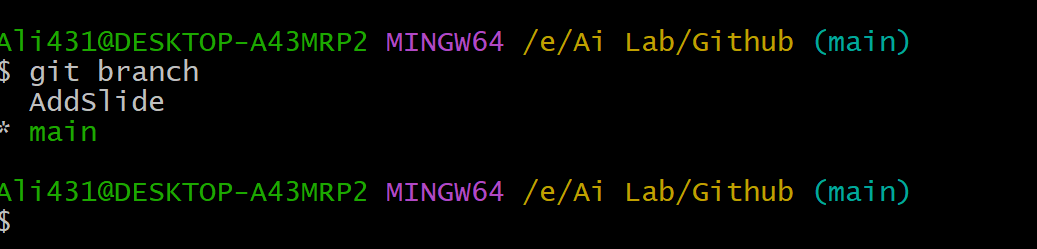 Ali431@DESKTOP-A43MRP2 MINGW64 /e/Ai Lab/Github (main)
$ git branch
  AddSlide
* main
Ali431@DESKTOP-A43MRP2 MINGW64 /e/Ai Lab/Github (main)
$